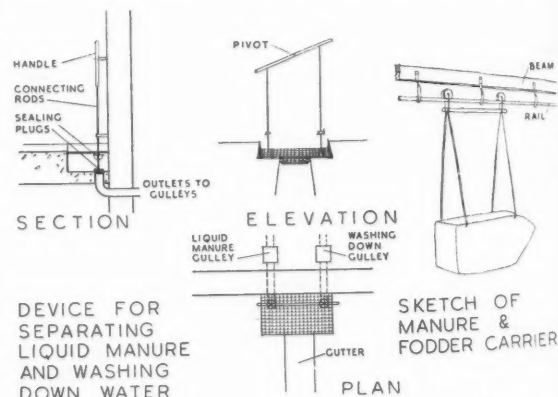 HANDLE
CONNECTING
RODS
SEALING
PLUGS
OUTLETS TO
GULLEYS
SECTION
PIVOT
ELEVATION
BEAM
RAIL
LIQUID
MANURE
GULLEY
WASHING
DOWN
GULLEY
GUTTER
PLAN
DEVICE FOR
SEPARATING
LIQUID MANURE
AND WASHING
DOWN WATER
SKETCH OF
MANURE &
FODDER CARRIER